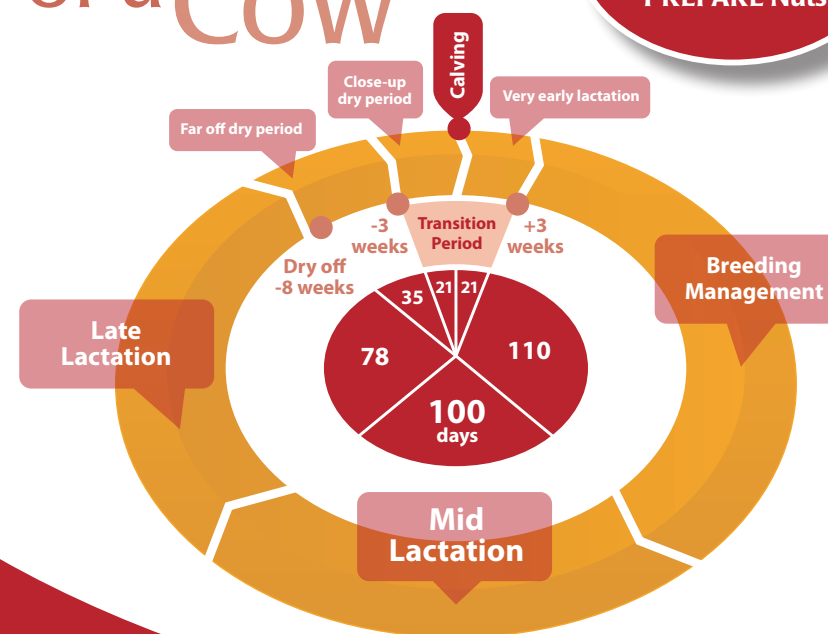 of a Cow
PREPARE Nuts
Calving
Close-up
dry period
Very early lactation
Far off dry period
-3
weeks
Transition
Period
+3
weeks
Dry off
-8 weeks
Breeding
Management
Late
Lactation
35
21
21
78
110
100
days
Mid
Lactation